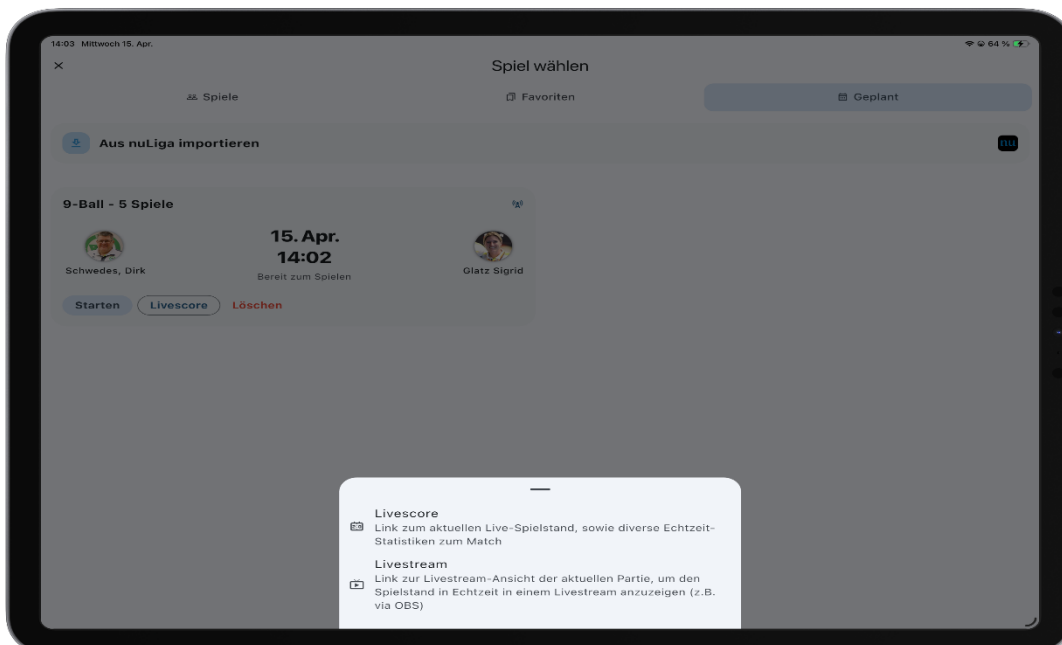 14:03 Mittwoch 15. Apr.
64 %
Spiel wählen
Spiele
Favoriten
Geplant
Aus nuLiga importieren
nu
9-Ball - 5 Spiele
15. Apr.
14:02
Bereit zum Spielen
Schwedes, Dirk
Glatz Sigrid
Starten
Livescore
Löschen
Livescore
Link zum aktuellen Live-Spielstand, sowie diverse Echtzeit-
Statistiken zum Match
Livestream
Link zur Livestream-Ansicht der aktuellen Partie, um den
Spielstand in Echtzeit in einem Livestream anzuzeigen (z.B.
via OBS)